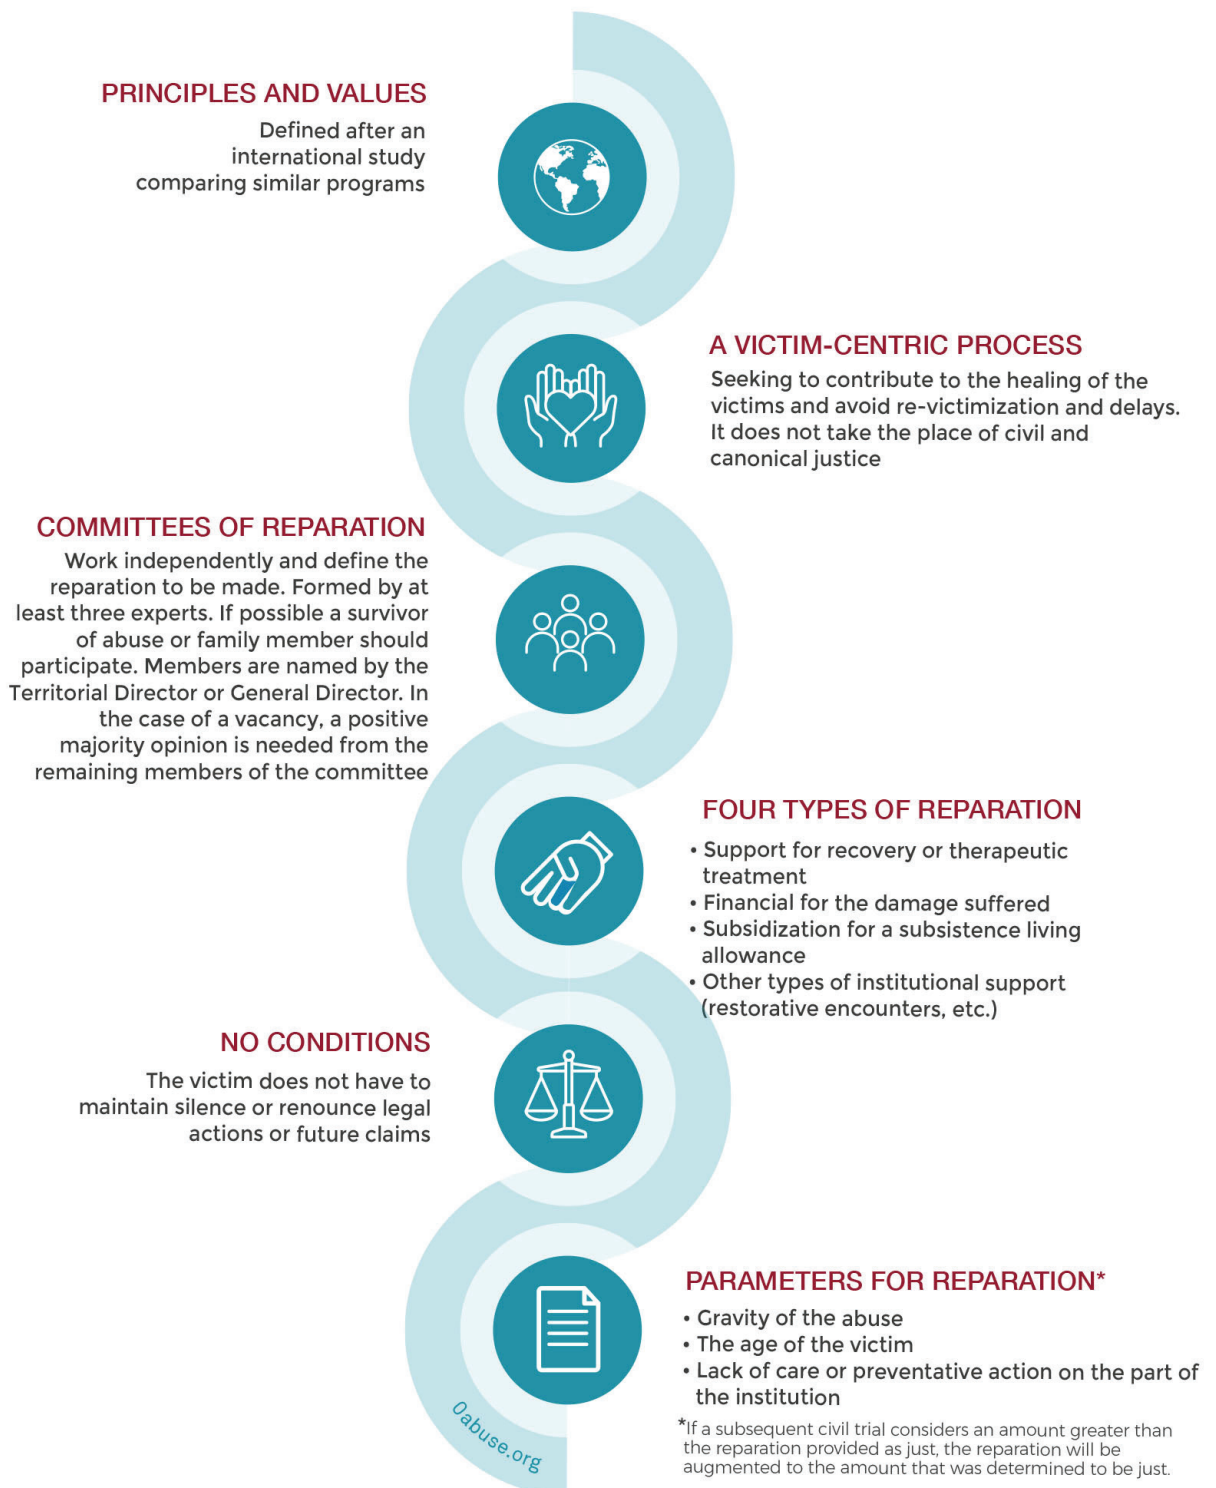 PRINCIPLES AND VALUES
Defined after an
international study
comparing similar programs
A VICTIM-CENTRIC PROCESS
Seeking to contribute to the healing of the
victims and avoid re-victimization and delays.
It does not take the place of civil and
canonical justice
COMMITTEES OF REPARATION
Work independently and define the
reparation to be made. Formed by at
least three experts. If possible a survivor
of abuse or family member should
participate. Members are named by the
Territorial Director or General Director. In
the case of a vacancy, a positive
majority opinion is needed from the
remaining members of the committee
FOUR TYPES OF REPARATION
• Support for recovery or therapeutic
treatment
• Financial for the damage suffered
• Subsidization for a subsistence living
allowance
• Other types of institutional support
(restorative encounters, etc.)
NO CONDITIONS
The victim does not have to
maintain silence or renounce legal
actions or future claims
PARAMETERS FOR REPARATION*
• Gravity of the abuse
• The age of the victim
• Lack of care or preventative action on the part of
the institution
*If a subsequent civil trial considers an amount greater than
the reparation provided as just, the reparation will be
augmented to the amount that was determined to be just.
0abuse.org